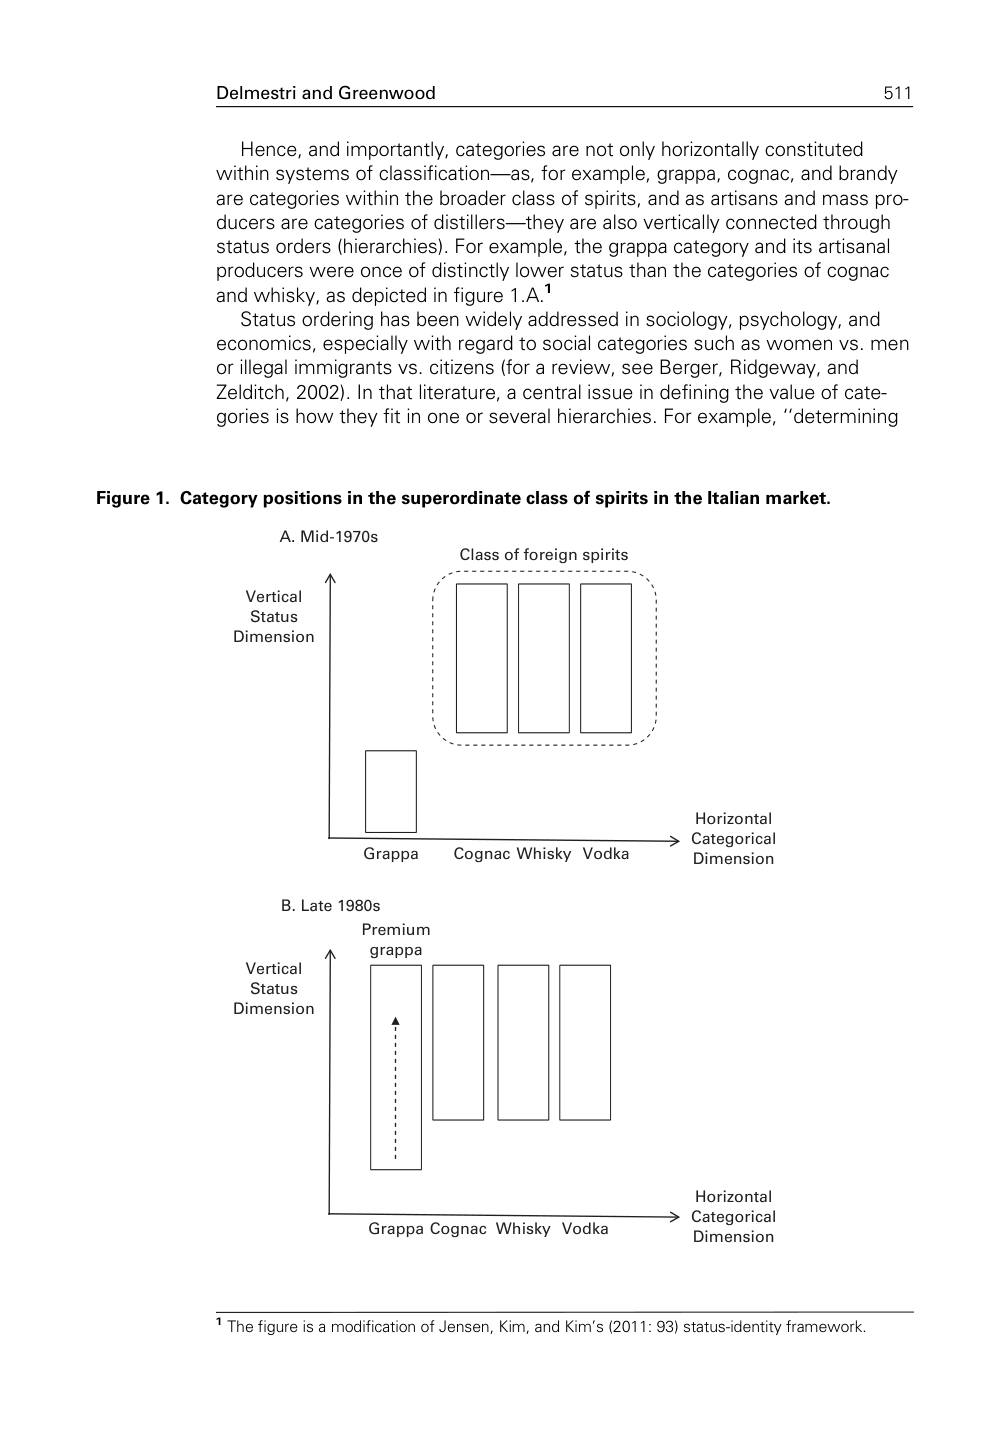 Delmestri and Greenwood 511
Hence, and importantly, categories are not only horizontally constituted
within systems of classification—as, for example, grappa, cognac, and brandy
are categories within the broader class of spirits, and as artisans and mass pro-
ducers are categories of distillers—they are also vertically connected through
status orders (hierarchies). For example, the grappa category and its artisanal
producers were once of distinctly lower status than the categories of cognac
and whisky, as depicted in figure 1.A.1
Status ordering has been widely addressed in sociology, psychology, and
economics, especially with regard to social categories such as women vs. men
or illegal immigrants vs. citizens (for a review, see Berger, Ridgeway, and
Zelditch, 2002). In that literature, a central issue in defining the value of cate-
gories is how they fit in one or several hierarchies. For example, ‘‘determining
Figure 1. Category positions in the superordinate class of spirits in the Italian market.
A. Mid-1970s
Class of foreign spirits
Vertical
Status
Dimension
Horizontal
Categorical
Dimension
Grappa Cognac Whisky Vodka
B. Late 1980s
Premium
grappa
Vertical
Status
Dimension
Horizontal
Categorical
Dimension
Grappa Cognac Whisky Vodka
1 The figure is a modification of Jensen, Kim, and Kim’s (2011: 93) status-identity framework.